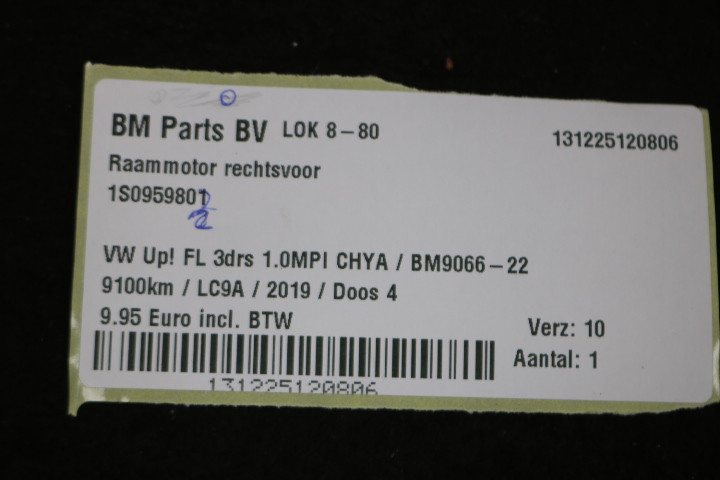 BM Parts BV LOK 8-80 131225120806
Raammotor rechtsvoor
1S0959801
2
VW Up! FL 3drs 1.0MPI CHYA / BM9066-22
9100km / LC9A / 2019 / Doos 4
9.95 Euro incl. BTW
Verz: 10
Aantal: 1
131225120806